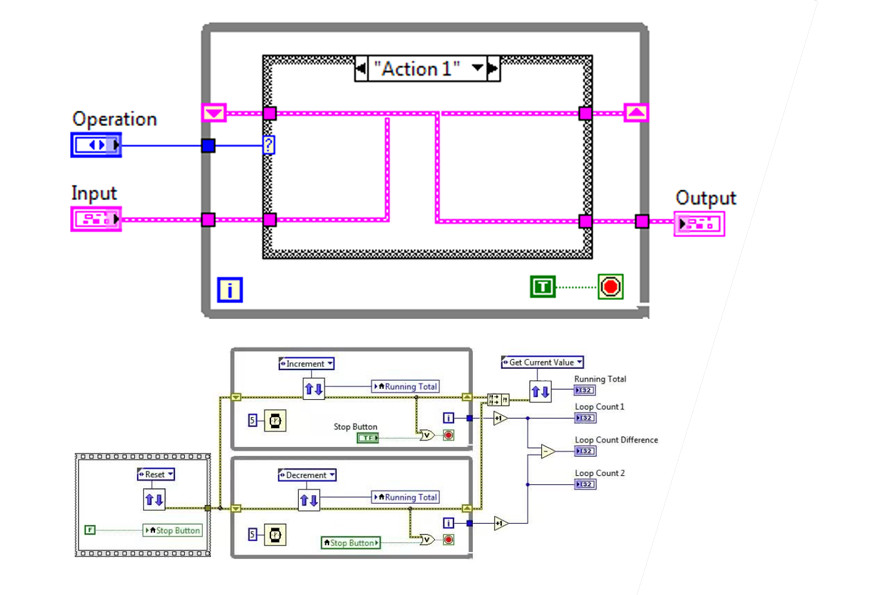 "Action 1"
Operation
?
Input
Output
i
T
Increment
Get Current Value
Running Total
Running Total
I32
5
Stop Button
TF
i
+1
Loop Count 1
I32
Loop Count Difference
I32
Reset
Decrement
Loop Count 2
I32
Running Total
F
Stop Button
5
Stop Button
i
+1